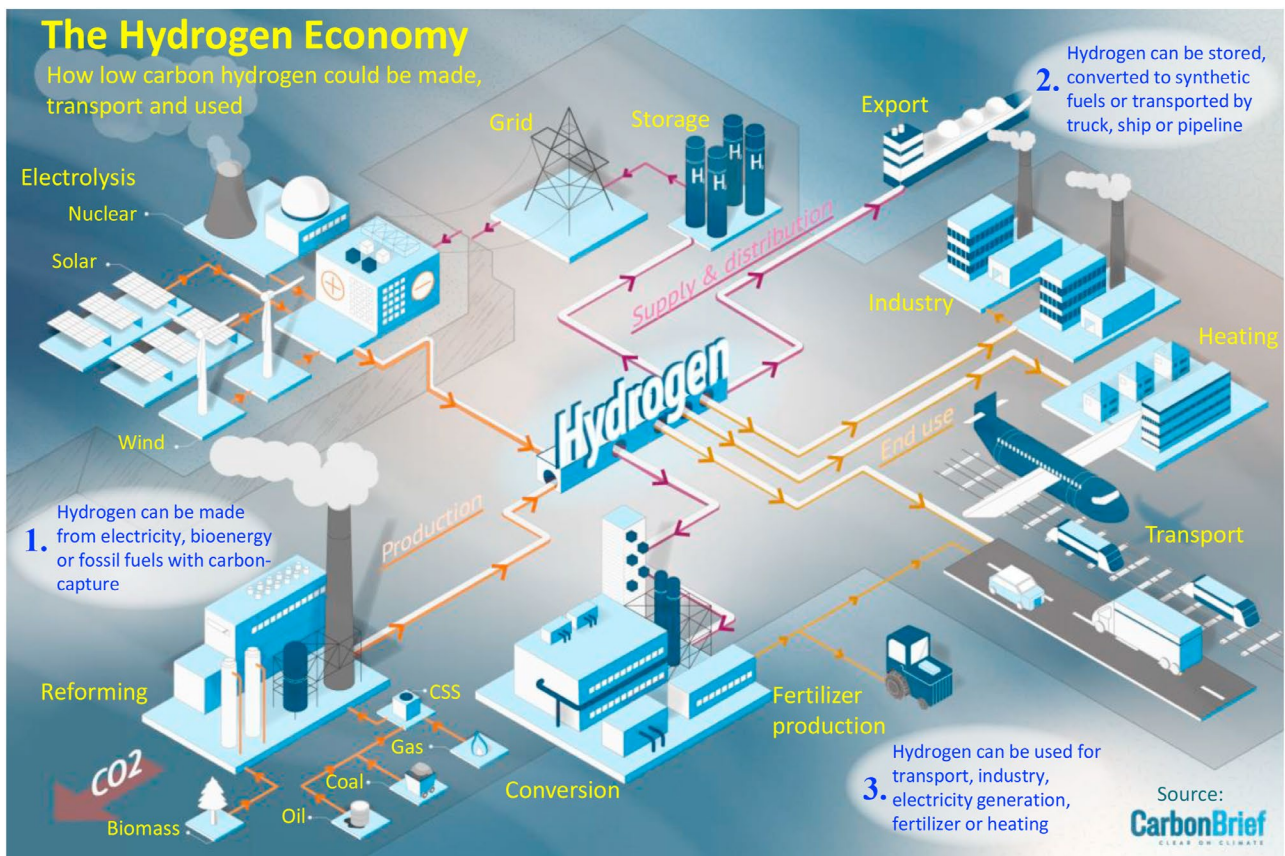 The Hydrogen Economy
How low carbon hydrogen could be made,
transport and used
Hydrogen can be stored,
2. converted to synthetic
fuels or transported by
truck, ship or pipeline
Export
Grid
Storage
H
H
H
H
Electrolysis
Nuclear
Solar
Wind
Supply & distribution
Industry
Heating
Hydrogen
End use
Production
Transport
Hydrogen can be made
1. from electricity, bioenergy
or fossil fuels with carbon-
capture
Reforming
CSS
Gas
Coal
Oil
Biomass
CO2
Conversion
Fertilizer
production
Hydrogen can be used for
transport, industry,
3. electricity generation,
fertilizer or heating
Source:
CarbonBrief
CLEAR ON CLIMATE